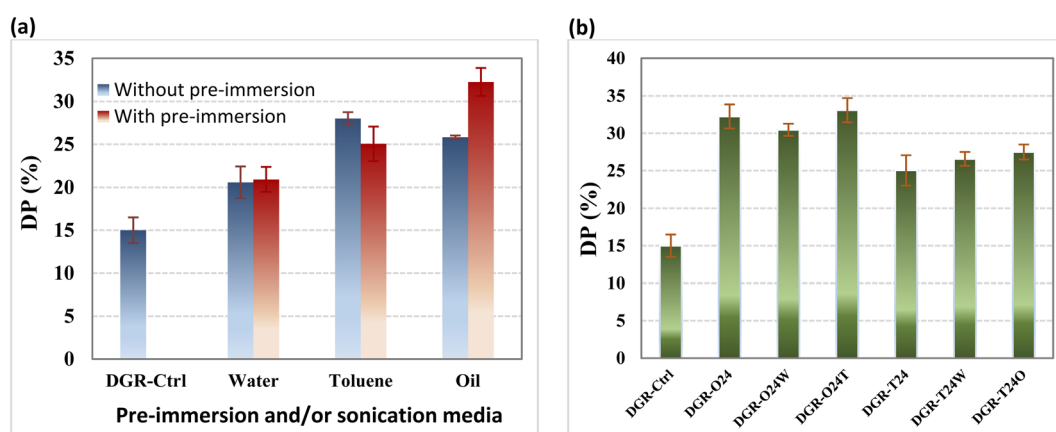 (a)
35
30
25
20
15
10
5
0
DP (%)
Without pre-immersion
With pre-immersion
DGR-Ctrl Water Toluene Oil
Pre-immersion and/or sonication media
(b)
40
35
30
25
20
15
10
5
0
DP (%)
DGR-Ctrl DGR-O24 DGR-O24W DGR-O24T DGR-T24 DGR-T24W DGR-T24O